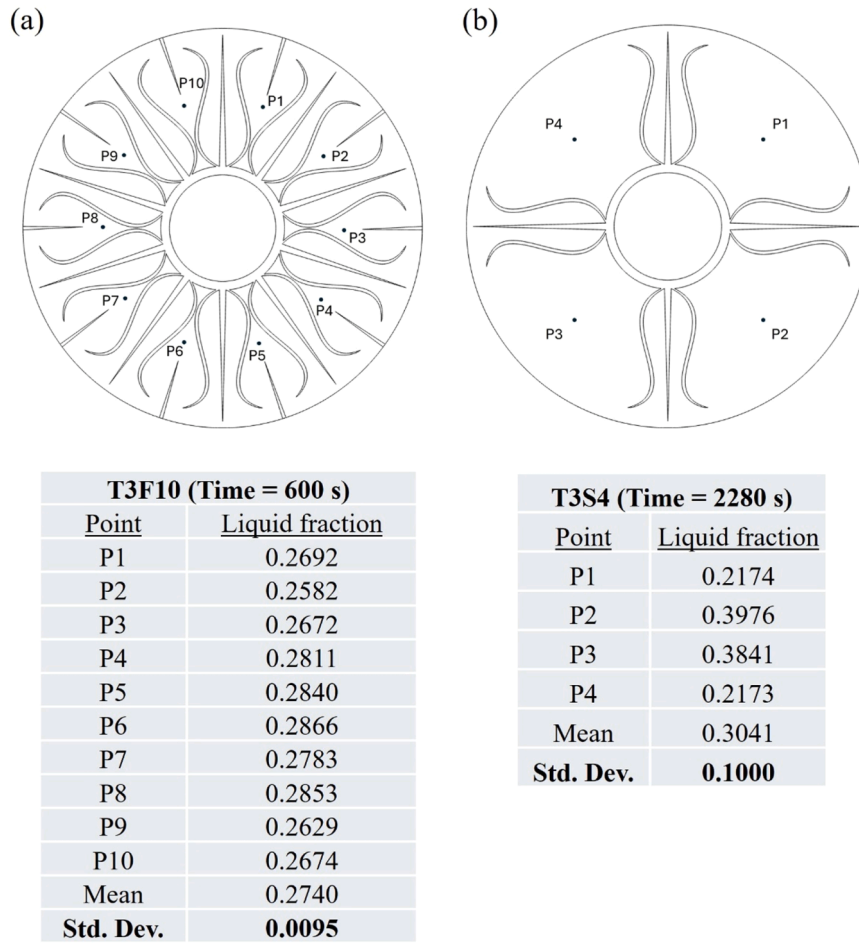 (a)
(b)
P10
P1
P9
P2
P8
P3
P7
P4
P6
P5
P4
P1
P3
P2
T3F10 (Time = 600 s)
Point Liquid fraction
P1 0.2692
P2 0.2582
P3 0.2672
P4 0.2811
P5 0.2840
P6 0.2866
P7 0.2783
P8 0.2853
P9 0.2629
P10 0.2674
Mean 0.2740
Std. Dev. 0.0095
T3S4 (Time = 2280 s)
Point Liquid fraction
P1 0.2174
P2 0.3976
P3 0.3841
P4 0.2173
Mean 0.3041
Std. Dev. 0.1000